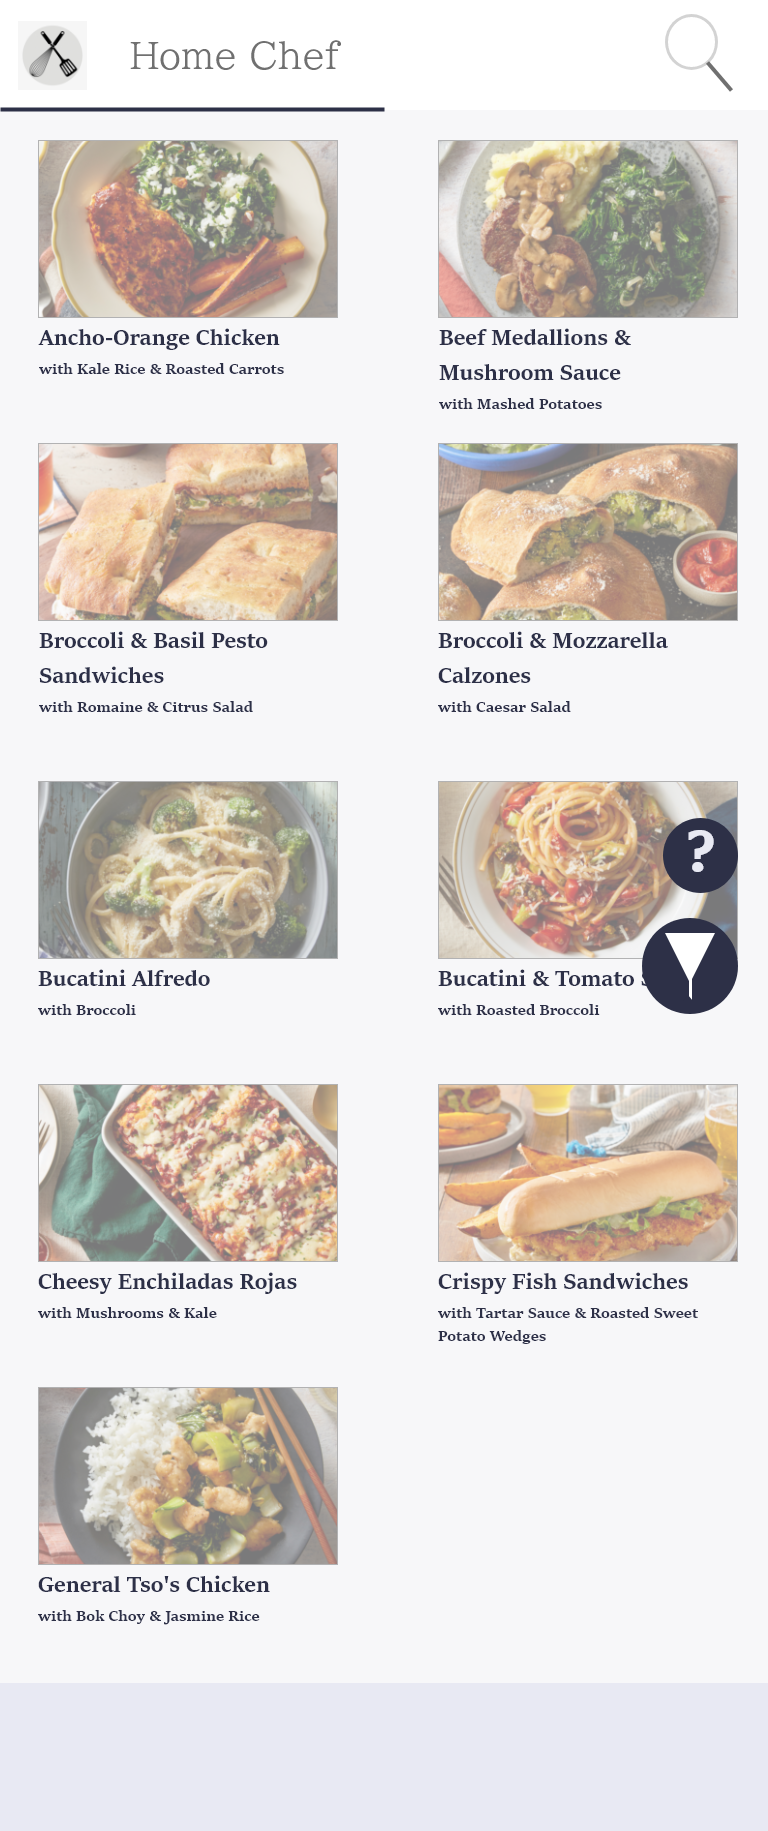 Home Chef
Ancho-Orange Chicken
with Kale Rice & Roasted Carrots
Beef Medallions &
Mushroom Sauce
with Mashed Potatoes
Broccoli & Basil Pesto
Sandwiches
with Romaine & Citrus Salad
Broccoli & Mozzarella
Calzones
with Caesar Salad
?
Bucatini Alfredo
with Broccoli
Bucatini & Tomato
with Roasted Broccoli
Cheesy Enchiladas Rojas
with Mushrooms & Kale
Crispy Fish Sandwiches
with Tartar Sauce & Roasted Sweet
Potato Wedges
General Tso's Chicken
with Bok Choy & Jasmine Rice